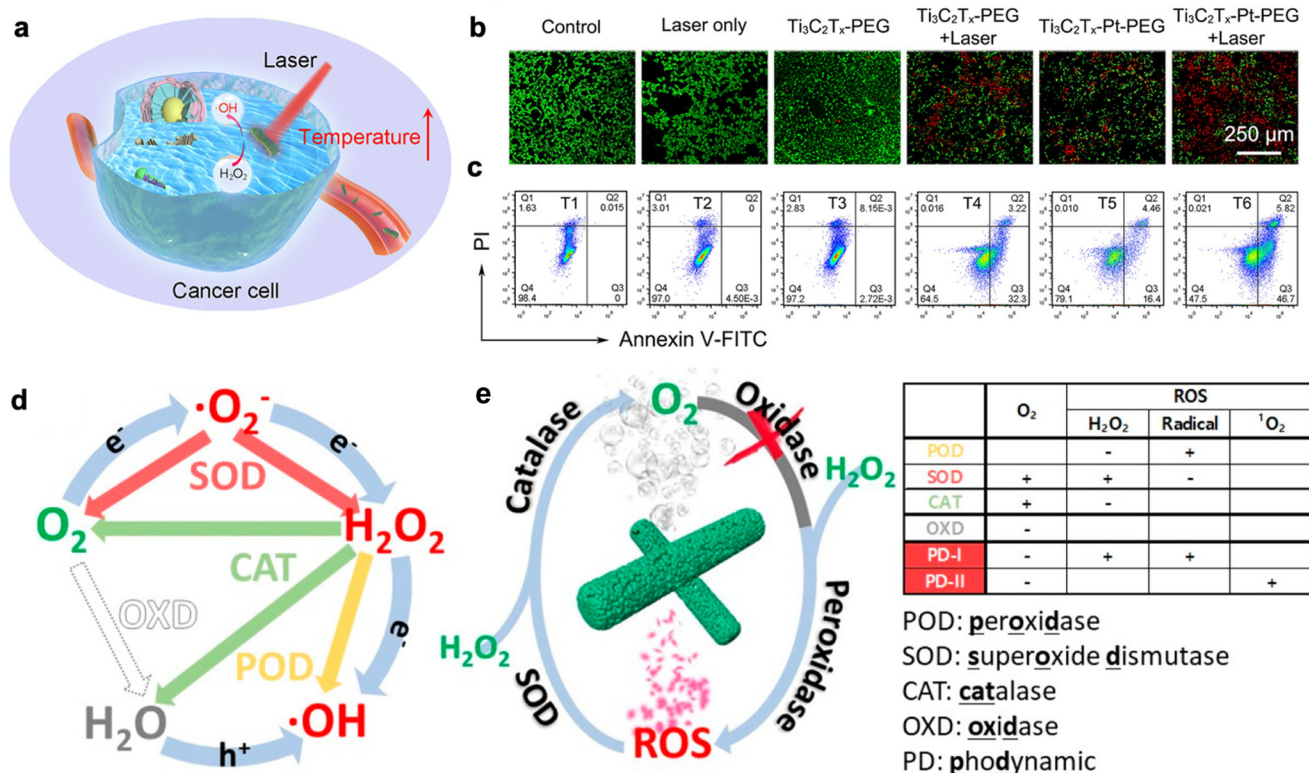 a
Laser
·OH
Temperature
H₂O₂
Cancer cell
b
Control
Laser only
Ti₃C₂Tₓ-PEG
Ti₃C₂Tₓ-PEG
+Laser
Ti₃C₂Tₓ-Pt-PEG
Ti₃C₂Tₓ-Pt-PEG
+Laser
250 μm
c
PI
Q1
1.63
T1
Q2
0.015
Q4
98.4
Q3
0
Q1
3.01
T2
Q2
0
Q4
97.0
Q3
4.50E-3
Q1
2.83
T3
Q2
8.15E-3
Q4
97.2
Q3
2.72E-3
Q1
0.016
T4
Q2
3.22
Q4
64.5
Q3
32.3
Q1
0.010
T5
Q2
4.46
Q4
79.1
Q3
16.4
Q1
0.021
T6
Q2
5.82
Q4
47.5
Q3
46.7
Annexin V-FITC
d
·O₂⁻
e⁻
e⁻
SOD
O₂
H₂O₂
CAT
OXD
POD
e⁻
H₂O
·OH
h⁺
e
O₂
Catalase
Oxidase
H₂O₂
H₂O₂
SOD
Peroxidase
ROS
O₂ ROS
H₂O₂ Radical ¹O₂
POD - +
SOD + + -
CAT + -
OXD -
PD-I - + +
PD-II - +
POD: peroxidase
SOD: superoxide dismutase
CAT: catalase
OXD: oxidase
PD: phodynamic